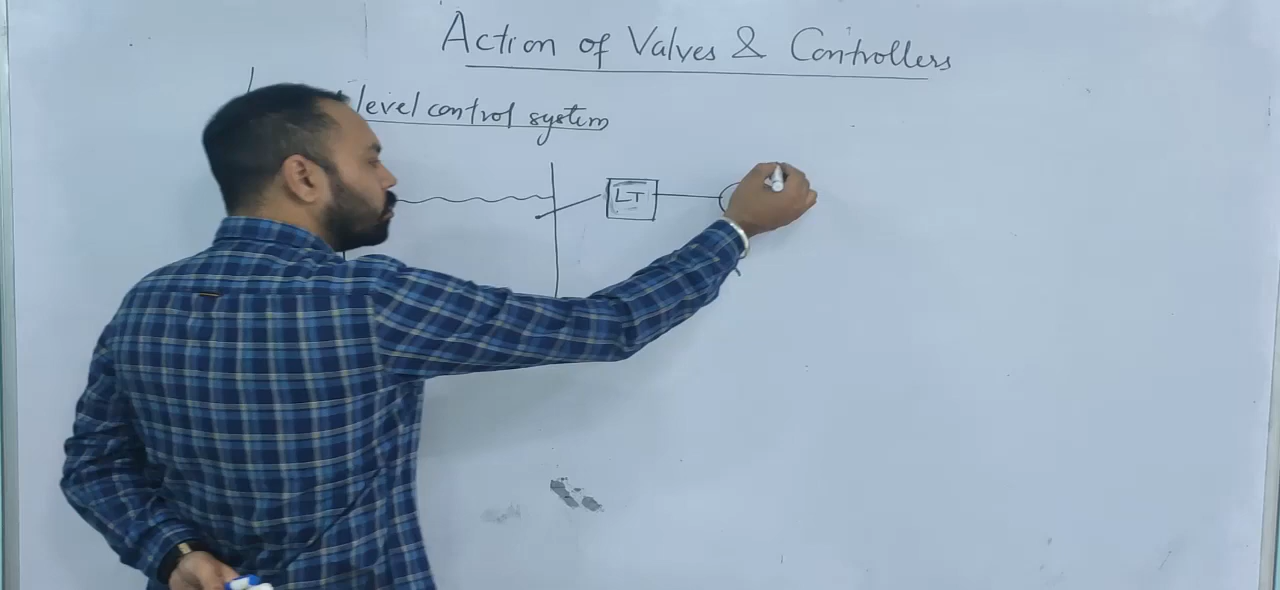 Action of Valves & Controllers
level control system
LT